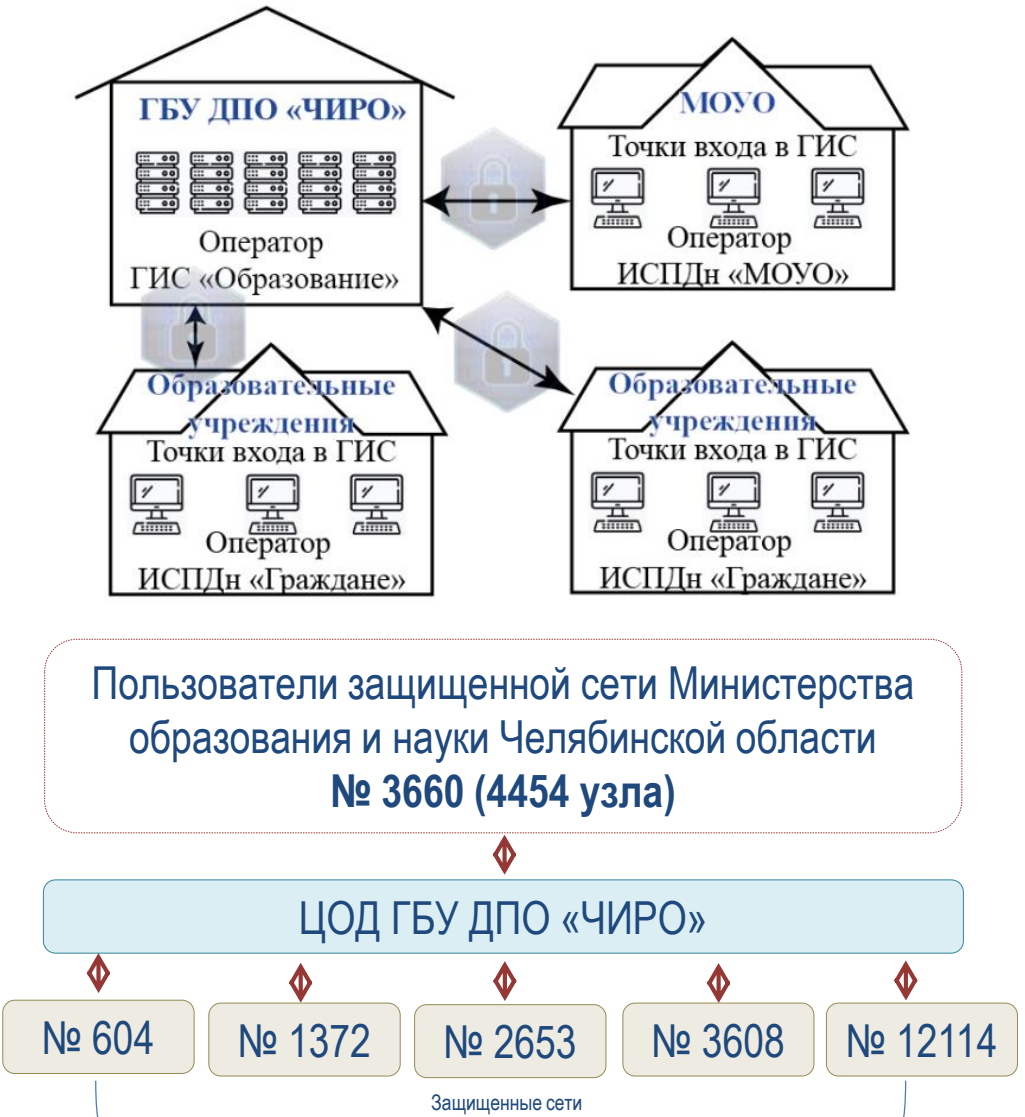 ГБУ ДПО «ЧИРО»
Оператор
ГИС «Образование»
МОУО
Точки входа в ГИС
Оператор
ИСПДн «МОУО»
Образовательные
учреждения
Точки входа в ГИС
Оператор
ИСПДн «Граждане»
Образовательные
учреждения
Точки входа в ГИС
Оператор
ИСПДн «Граждане»
Пользователи защищенной сети Министерства
образования и науки Челябинской области
№ 3660 (4454 узла)
ЦОД ГБУ ДПО «ЧИРО»
№ 604
№ 1372
№ 2653
№ 3608
№ 12114
Защищенные сети